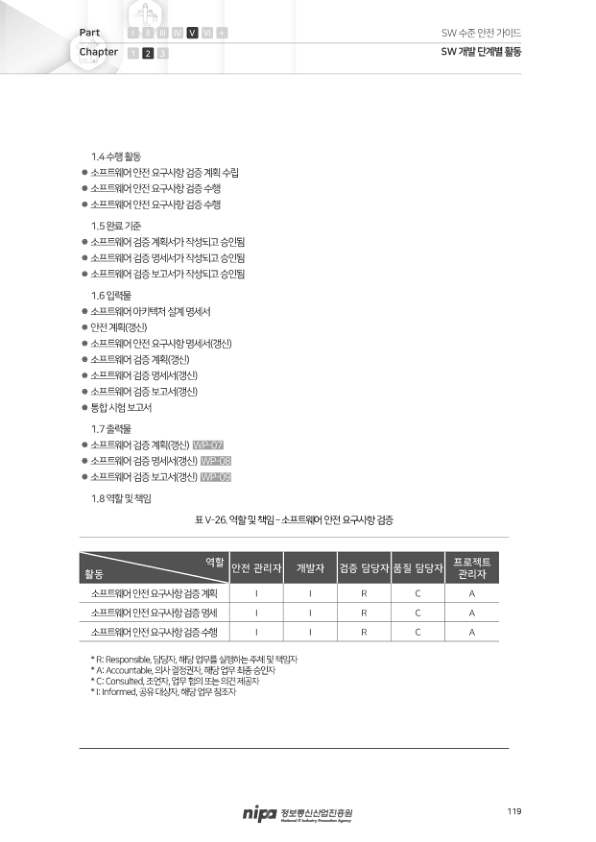 Part I II III IV V VI +
SW 수준 안전 가이드
Chapter 1 2 3
SW 개발 단계별 활동
1.4 수행 활동
● 소프트웨어 안전 요구사항 검증 계획 수립
● 소프트웨어 안전 요구사항 검증 수행
● 소프트웨어 안전 요구사항 검증 수행
1.5 완료 기준
● 소프트웨어 검증 계획서가 작성되고 승인됨
● 소프트웨어 검증 명세서가 작성되고 승인됨
● 소프트웨어 검증 보고서가 작성되고 승인됨
1.6 입력물
● 소프트웨어 아키텍처 설계 명세서
● 안전 계획(갱신)
● 소프트웨어 안전 요구사항 명세서(갱신)
● 소프트웨어 검증 계획(갱신)
● 소프트웨어 검증 명세서(갱신)
● 소프트웨어 검증 보고서(갱신)
● 통합 시험 보고서
1.7 출력물
● 소프트웨어 검증 계획(갱신) WP-07
● 소프트웨어 검증 명세서(갱신) WP-08
● 소프트웨어 검증 보고서(갱신) WP-09
1.8 역할 및 책임
표 V-26. 역할 및 책임 – 소프트웨어 안전 요구사항 검증
역할
활동
안전 관리자 개발자 검증 담당자 품질 담당자 프로젝트
관리자
소프트웨어 안전 요구사항 검증 계획 I I R C A
소프트웨어 안전 요구사항 검증 명세 I I R C A
소프트웨어 안전 요구사항 검증 수행 I I R C A
* R: Responsible, 담당자, 해당 업무를 실행하는 주체 및 책임자
* A: Accountable, 의사 결정권자, 해당 업무 최종 승인자
* C: Consulted, 조언자, 업무 협의 또는 의견 제공자
* I: Informed, 공유 대상자, 해당 업무 참조자
nipa 정보통신산업진흥원
National IT Industry Promotion Agency
119